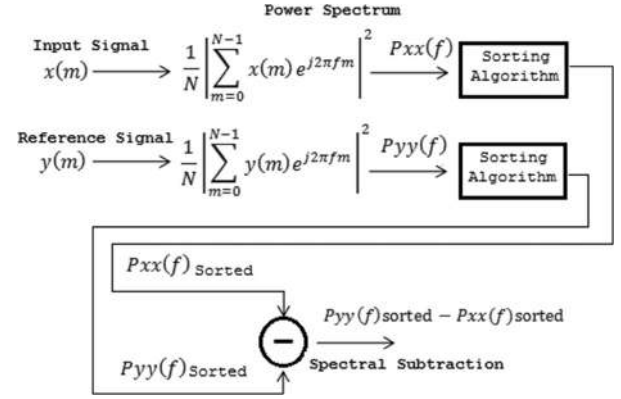 Power Spectrum
Input Signal
x(m) 1/N |∑_{m=0}^{N−1} x(m) e^{j2πfm}|^2 Pxx(f) Sorting Algorithm
Reference Signal
y(m) 1/N |∑_{m=0}^{N−1} y(m)e^{j2πfm}|^2 Pyy(f) Sorting Algorithm
Pxx(f) Sorted
−
Pyy(f)sorted − Pxx(f)sorted
Spectral Subtraction
Pyy(f)Sorted